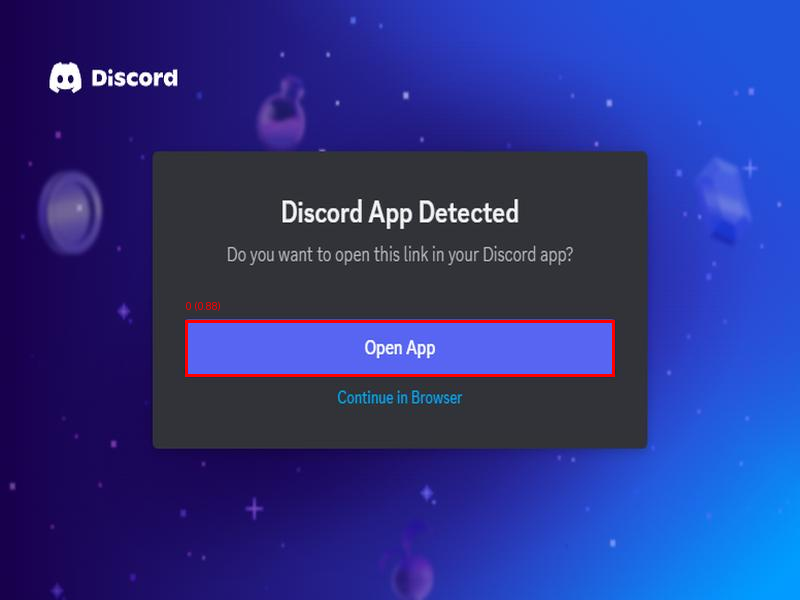 Discord
Discord App Detected
Do you want to open this link in your Discord app?
0 (0.86)
Open App
Continue in Browser